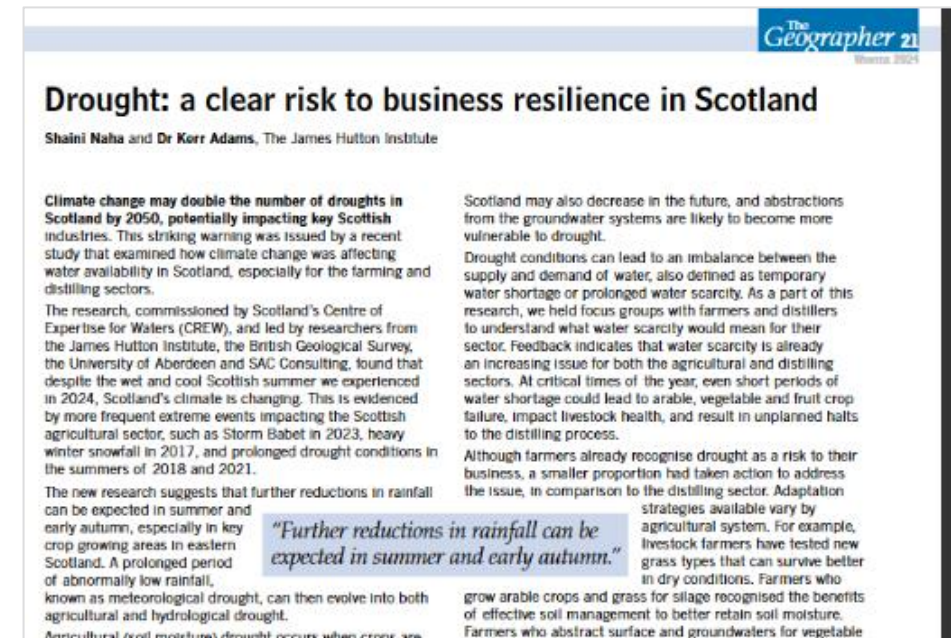 The
Geographer 21
Winter 2024
Drought: a clear risk to business resilience in Scotland
Shaini Naha and Dr Kerr Adams, The James Hutton Institute
Climate change may double the number of droughts in
Scotland by 2050, potentially impacting key Scottish
industries. This striking warning was issued by a recent
study that examined how climate change was affecting
water availability in Scotland, especially for the farming and
distilling sectors.
The research, commissioned by Scotland's Centre of
Expertise for Waters (CREW), and led by researchers from
the James Hutton Institute, the British Geological Survey,
the University of Aberdeen and SAC Consulting, found that
despite the wet and cool Scottish summer we experienced
in 2024, Scotland's climate is changing. This is evidenced
by more frequent extreme events impacting the Scottish
agricultural sector, such as Storm Babet in 2023, heavy
winter snowfall in 2017, and prolonged drought conditions in
the summers of 2018 and 2021.
The new research suggests that further reductions in rainfall
can be expected in summer and
early autumn, especially in key
crop growing areas in eastern
Scotland. A prolonged period
of abnormally low rainfall,
known as meteorological drought, can then evolve into both
agricultural and hydrological drought.
Agricultural (soil moisture) drought occurs when crops are
"Further reductions in rainfall can be
expected in summer and early autumn."
Scotland may also decrease in the future, and abstractions
from the groundwater systems are likely to become more
vulnerable to drought.
Drought conditions can lead to an imbalance between the
supply and demand of water, also defined as temporary
water shortage or prolonged water scarcity. As a part of this
research, we held focus groups with farmers and distillers
to understand what water scarcity would mean for their
sector. Feedback indicates that water scarcity is already
an increasing issue for both the agricultural and distilling
sectors. At critical times of the year, even short periods of
water shortage could lead to arable, vegetable and fruit crop
failure, impact livestock health, and result in unplanned halts
to the distilling process.
Although farmers already recognise drought as a risk to their
business, a smaller proportion had taken action to address
the issue, in comparison to the distilling sector. Adaptation
strategies available vary by
agricultural system. For example,
livestock farmers have tested new
grass types that can survive better
in dry conditions. Farmers who
grow arable crops and grass for silage recognised the benefits
of effective soil management to better retain soil moisture.
Farmers who abstract surface and groundwaters for vegetable